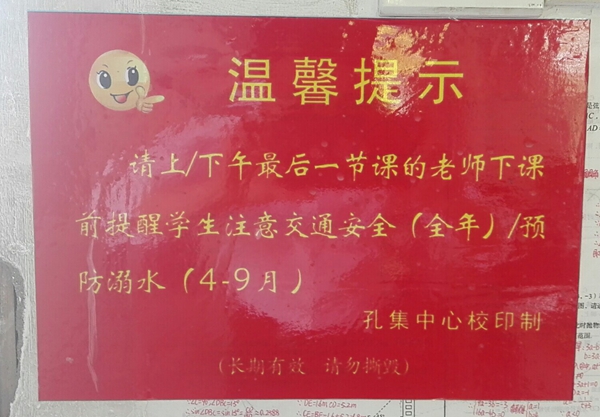 温馨提示
请上/下午最后一节课的老师下课
前提醒学生注意交通安全（全年）/预
防溺水（4-9月）
孔集中心校印制
（长期有效 请勿撕毁）